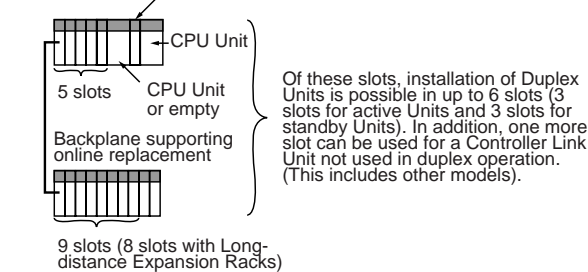 CPU Unit
5 slots
CPU Unit
or empty
Backplane supporting
online replacement
9 slots (8 slots with Long-
distance Expansion Racks)
Of these slots, installation of Duplex
Units is possible in up to 6 slots (3
slots for active Units and 3 slots for
standby Units). In addition, one more
slot can be used for a Controller Link
Unit not used in duplex operation.
(This includes other models).